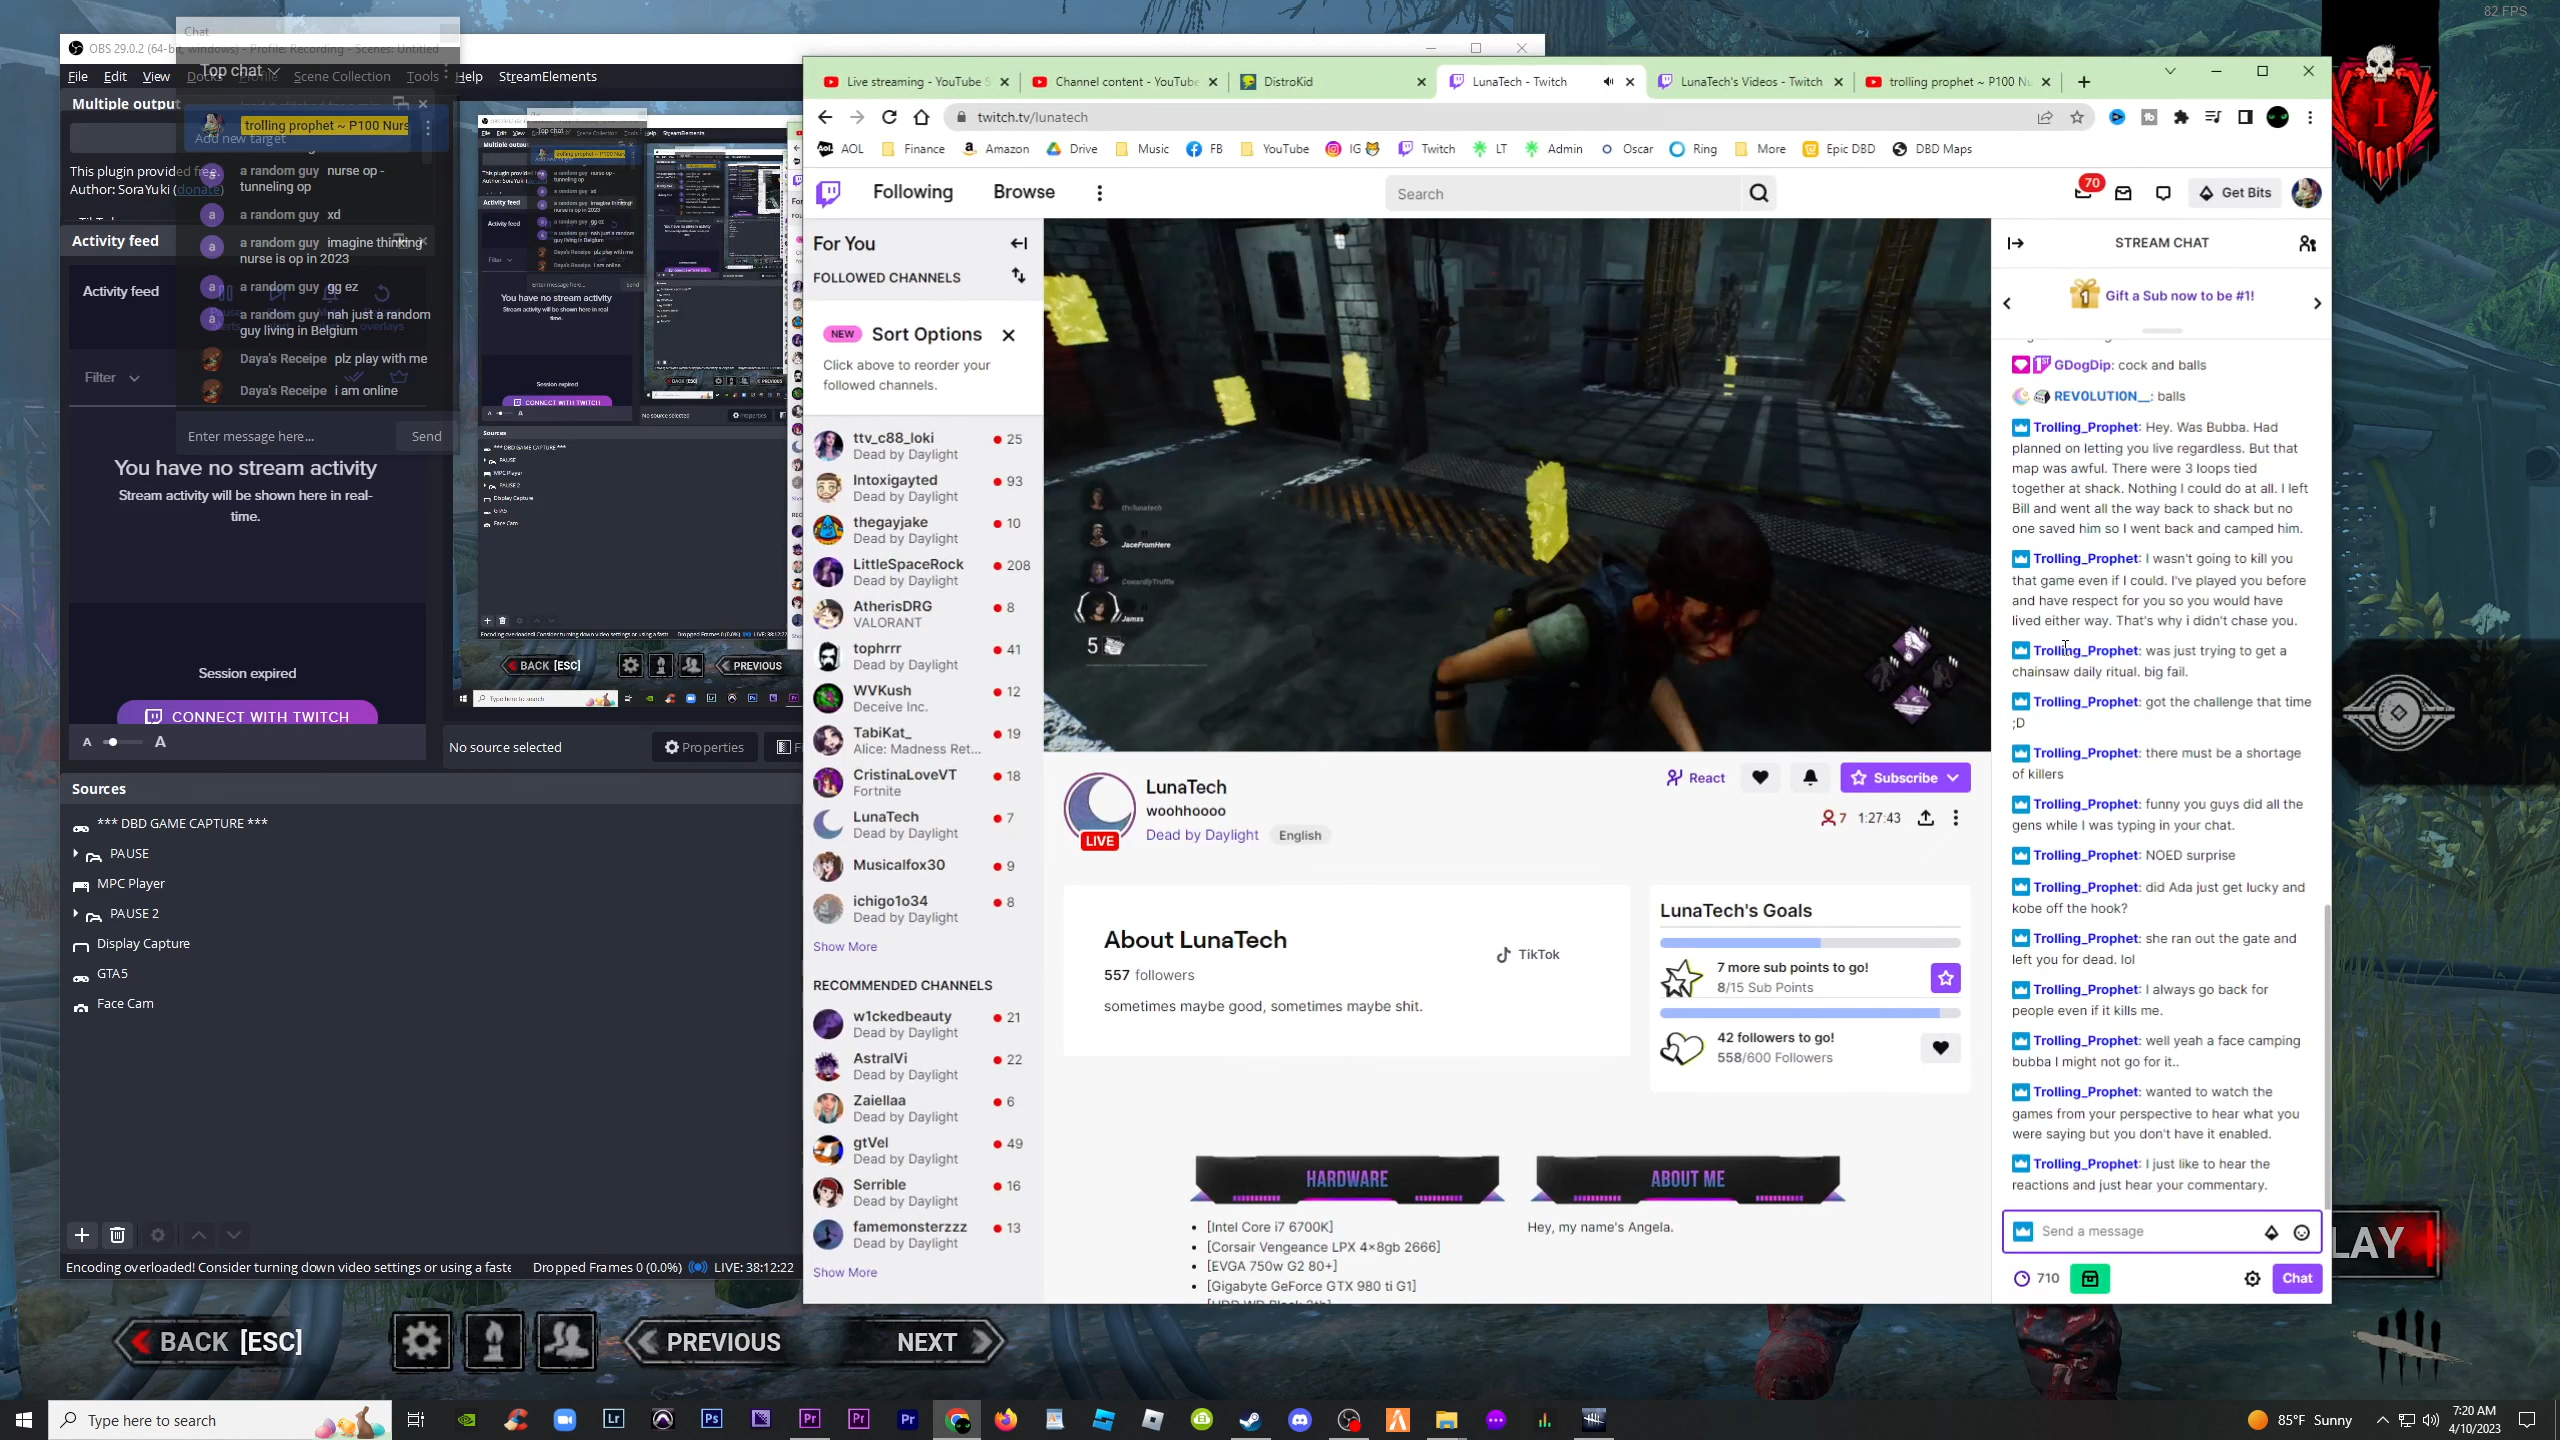 82 FPS
OBS 29.0.2 (64-bit, windows) - Profile: Recording - Scenes: Untitled
File Edit View Docks Profile Scene Collection Tools Help StreamElements
Chat
Top chat
Multiple output
trolling prophet ~ P100 Nurs
Add new target
This plugin provided free.
Author: SoraYuki (donate)
a random guy nurse op -
tunneling op
a random guy xd
a random guy imagine thinking
nurse is op in 2023
a random guy gg ez
a random guy nah just a random
guy living in Belgium
Daya's Receipe plz play with me
Daya's Receipe i am online
Enter message here... Send
Activity feed
Activity feed
Filter
You have no stream activity
Stream activity will be shown here in real-
time.
Session expired
CONNECT WITH TWITCH
A A
No source selected Properties
Sources
*** DBD GAME CAPTURE ***
PAUSE
MPC Player
PAUSE 2
Display Capture
GTA5
Face Cam
Encoding overloaded! Consider turning down video settings or using a faste Dropped Frames 0 (0.0%) LIVE: 38:12:22
Live streaming - YouTube S
Channel content - YouTube
DistroKid
LunaTech - Twitch
LunaTech's Videos - Twitch
trolling prophet ~ P100 Nu
twitch.tv/lunatech
AOL Finance Amazon Drive Music FB YouTube IG Twitch LT Admin Oscar Ring More Epic DBD DBD Maps
Following Browse Search 70 Get Bits
For You
FOLLOWED CHANNELS
NEW Sort Options
Click above to reorder your
followed channels.
ttv_c88_loki 25
Dead by Daylight
Intoxigayted 93
Dead by Daylight
thegayjake 10
Dead by Daylight
LittleSpaceRock 208
Dead by Daylight
AtherisDRG 8
VALORANT
tophrrr 41
Dead by Daylight
WVKush 12
Deceive Inc.
TabiKat_ 19
Alice: Madness Ret...
CristinaLoveVT 18
Fortnite
LunaTech 7
Dead by Daylight
Musicalfox30 9
ichigo1o34 8
Dead by Daylight
Show More
RECOMMENDED CHANNELS
w1ckedbeauty 21
Dead by Daylight
AstralVi 22
Dead by Daylight
Zaiellaa 6
Dead by Daylight
gtVel 49
Dead by Daylight
Serrible 16
Dead by Daylight
famemonsterzzz 13
Dead by Daylight
Show More
ttv/lunatech
JaceFromHere
CowardlyTruffle
Jamxs
5
LIVE
LunaTech
woohhoooo
Dead by Daylight English
React Subscribe
7 1:27:43
About LunaTech
557 followers
sometimes maybe good, sometimes maybe shit.
TikTok
LunaTech's Goals
7 more sub points to go!
8/15 Sub Points
42 followers to go!
558/600 Followers
HARDWARE
[Intel Core i7 6700K]
[Corsair Vengeance LPX 4x8gb 2666]
[EVGA 750w G2 80+]
[Gigabyte GeForce GTX 980 ti G1]
ABOUT ME
Hey, my name's Angela.
STREAM CHAT
1 Gift a Sub now to be #1!
GDogDip: cock and balls
REVOLUTI0N__: balls
Trolling_Prophet: Hey. Was Bubba. Had
planned on letting you live regardless. But that
map was awful. There were 3 loops tied
together at shack. Nothing I could do at all. I left
Bill and went all the way back to shack but no
one saved him so I went back and camped him.
Trolling_Prophet: I wasn't going to kill you
that game even if I could. I've played you before
and have respect for you so you would have
lived either way. That's why i didn't chase you.
Trolling_Prophet: was just trying to get a
chainsaw daily ritual. big fail.
Trolling_Prophet: got the challenge that time
;D
Trolling_Prophet: there must be a shortage
of killers
Trolling_Prophet: funny you guys did all the
gens while I was typing in your chat.
Trolling_Prophet: NOED surprise
Trolling_Prophet: did Ada just get lucky and
kobe off the hook?
Trolling_Prophet: she ran out the gate and
left you for dead. lol
Trolling_Prophet: I always go back for
people even if it kills me.
Trolling_Prophet: well yeah a face camping
bubba I might not go for it..
Trolling_Prophet: wanted to watch the
games from your perspective to hear what you
were saying but you don't have it enabled.
Trolling_Prophet: I just like to hear the
reactions and just hear your commentary.
Send a message
710 Chat
I
LAY
BACK [ESC] PREVIOUS NEXT
Type here to search
85°F Sunny
7:20 AM
4/10/2023